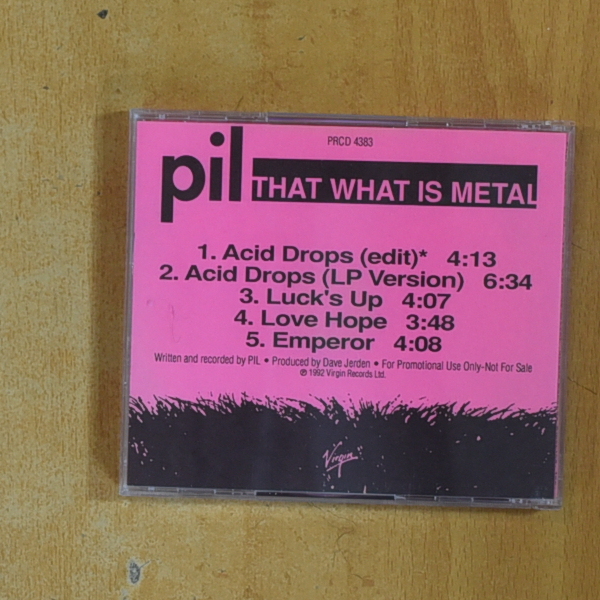 PRCD 4383
pil
THAT WHAT IS METAL
1. Acid Drops (edit)* 4:13
2. Acid Drops (LP Version) 6:34
3. Luck's Up 4:07
4. Love Hope 3:48
5. Emperor 4:08
Written and recorded by PIL • Produced by Dave Jerden • For Promotional Use Only-Not For Sale
℗ 1992 Virgin Records Ltd.
Virgin